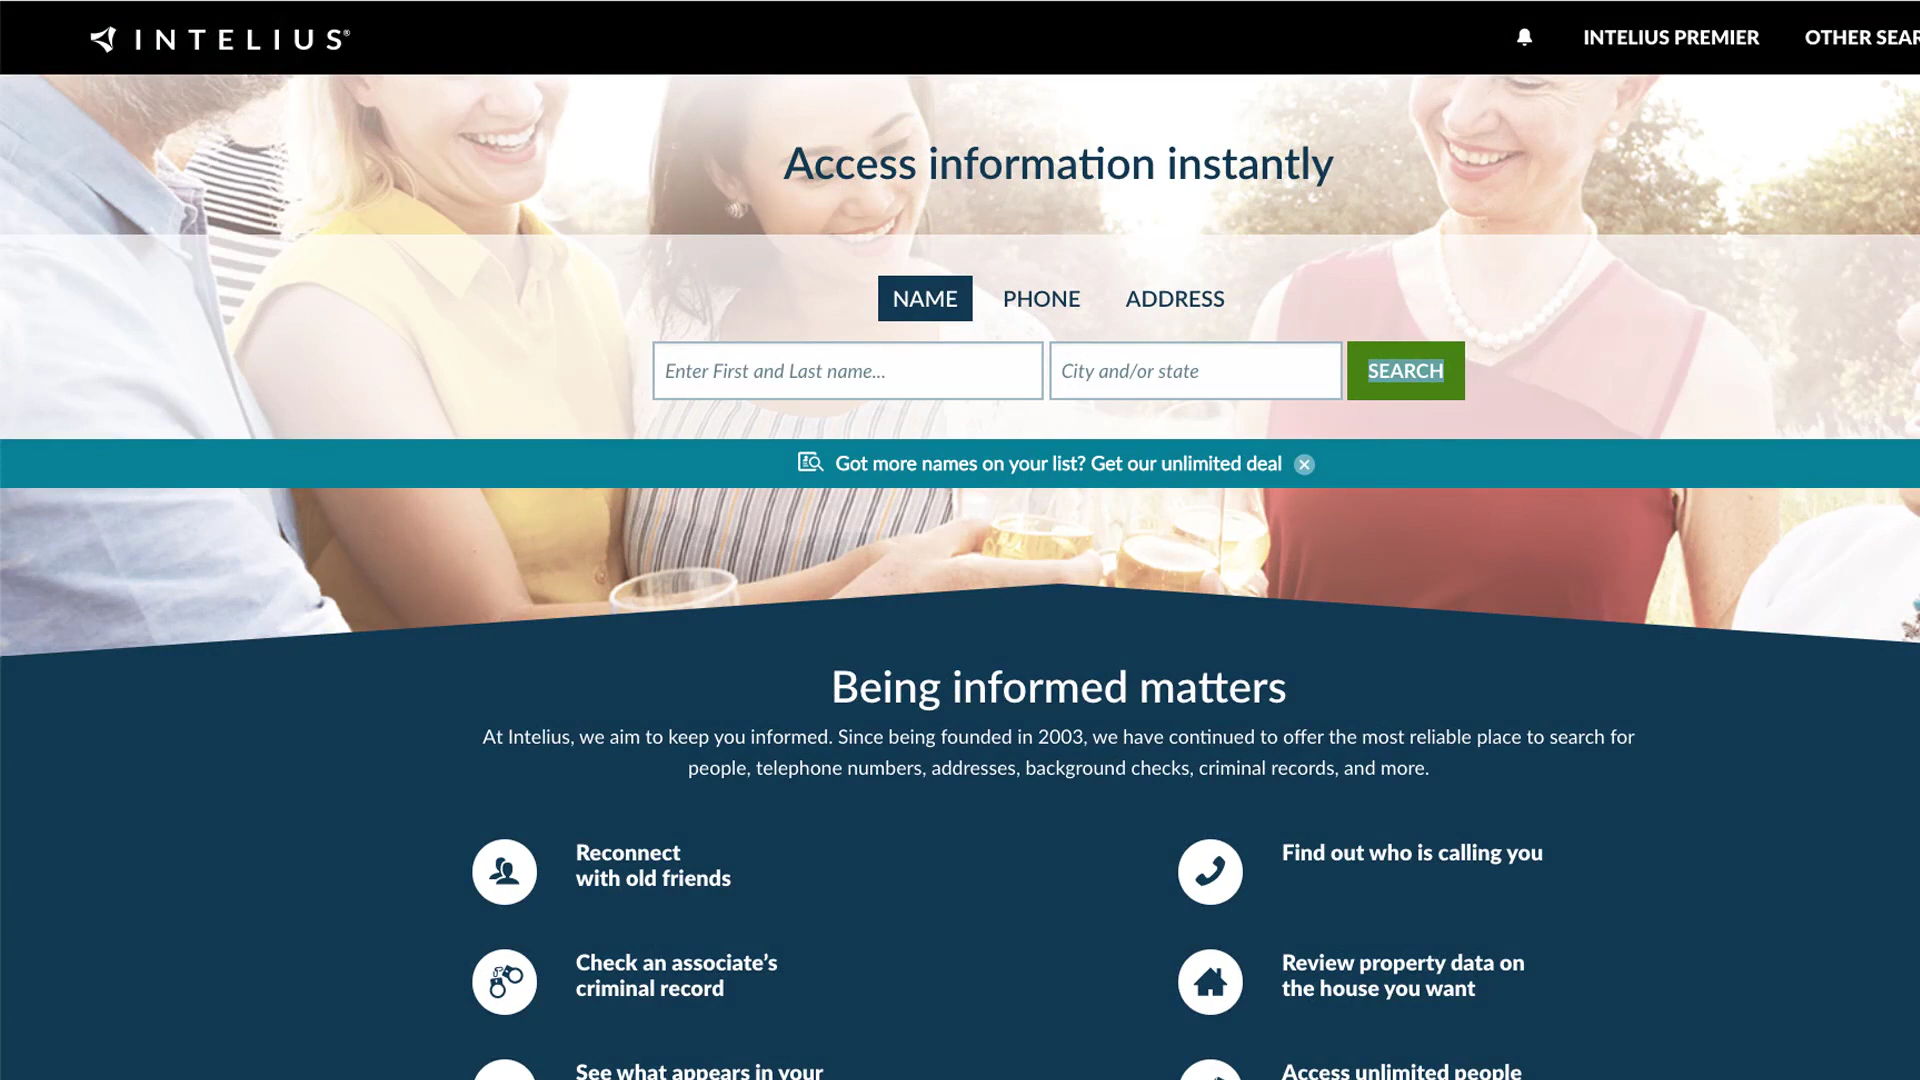 INTELIUS®
INTELIUS PREMIER
OTHER SEAR
Access information instantly
NAME
PHONE
ADDRESS
Enter First and Last name...
City and/or state
SEARCH
Got more names on your list? Get our unlimited deal
Being informed matters
At Intelius, we aim to keep you informed. Since being founded in 2003, we have continued to offer the most reliable place to search for
people, telephone numbers, addresses, background checks, criminal records, and more.
Reconnect
with old friends
Find out who is calling you
Check an associate’s
criminal record
Review property data on
the house you want
See what appears in your
Access unlimited people